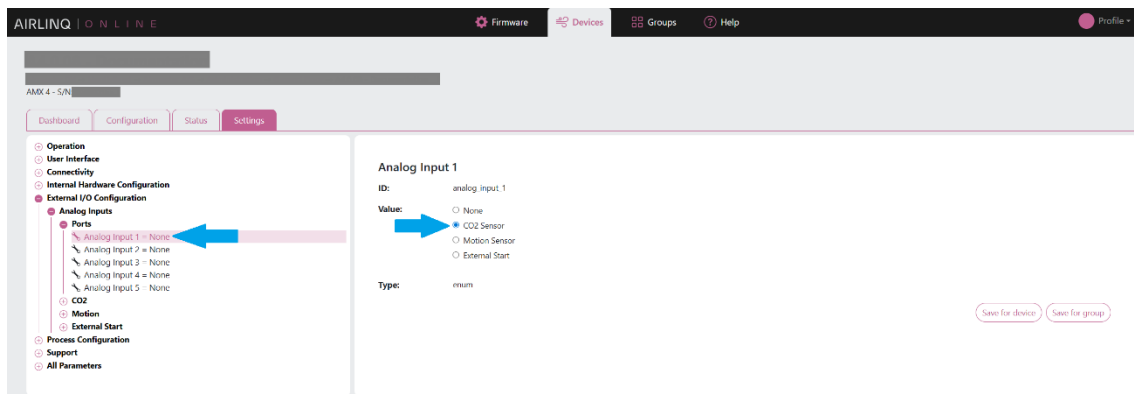 AIRLINQ | ONLINE
Firmware
Devices
Groups
Help
Profile
AMX 4 - S/N
Dashboard
Configuration
Status
Settings
Operation
User Interface
Connectivity
Internal Hardware Configuration
External I/O Configuration
Analog Inputs
Ports
Analog Input 1 = None
Analog Input 2 = None
Analog Input 3 = None
Analog Input 4 = None
Analog Input 5 = None
CO2
Motion
External Start
Process Configuration
Support
All Parameters
Analog Input 1
ID: analog_input_1
Value: None
CO2 Sensor
Motion Sensor
External Start
Type: enum
Save for device
Save for group